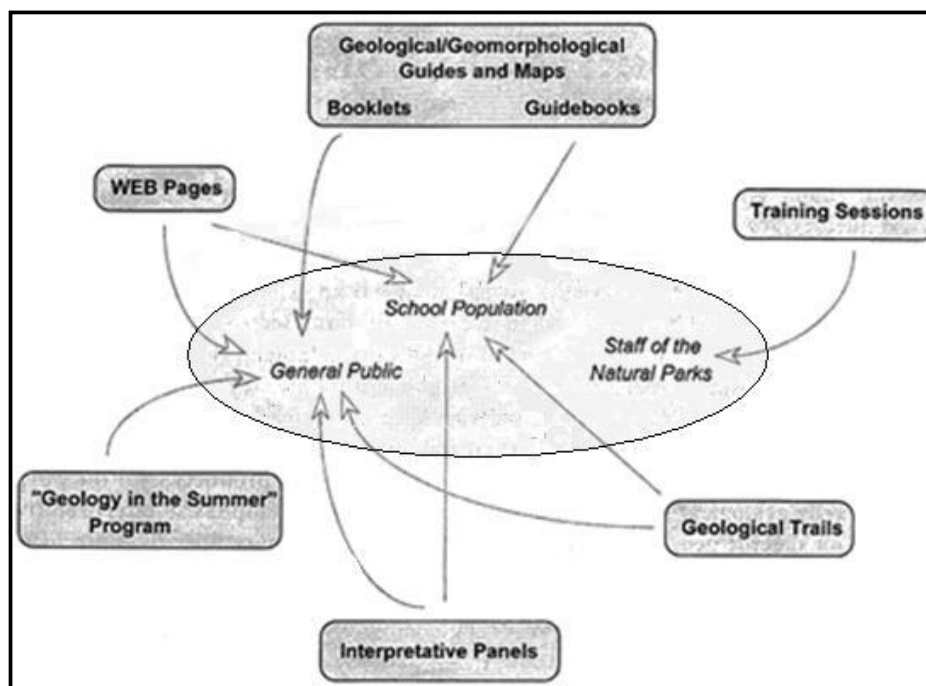 Geological/Geomorphological
Guides and Maps
Booklets Guidebooks
WEB Pages
Training Sessions
School Population
General Public
Staff of the
Natural Parks
"Geology in the Summer"
Program
Geological Trails
Interpretative Panels